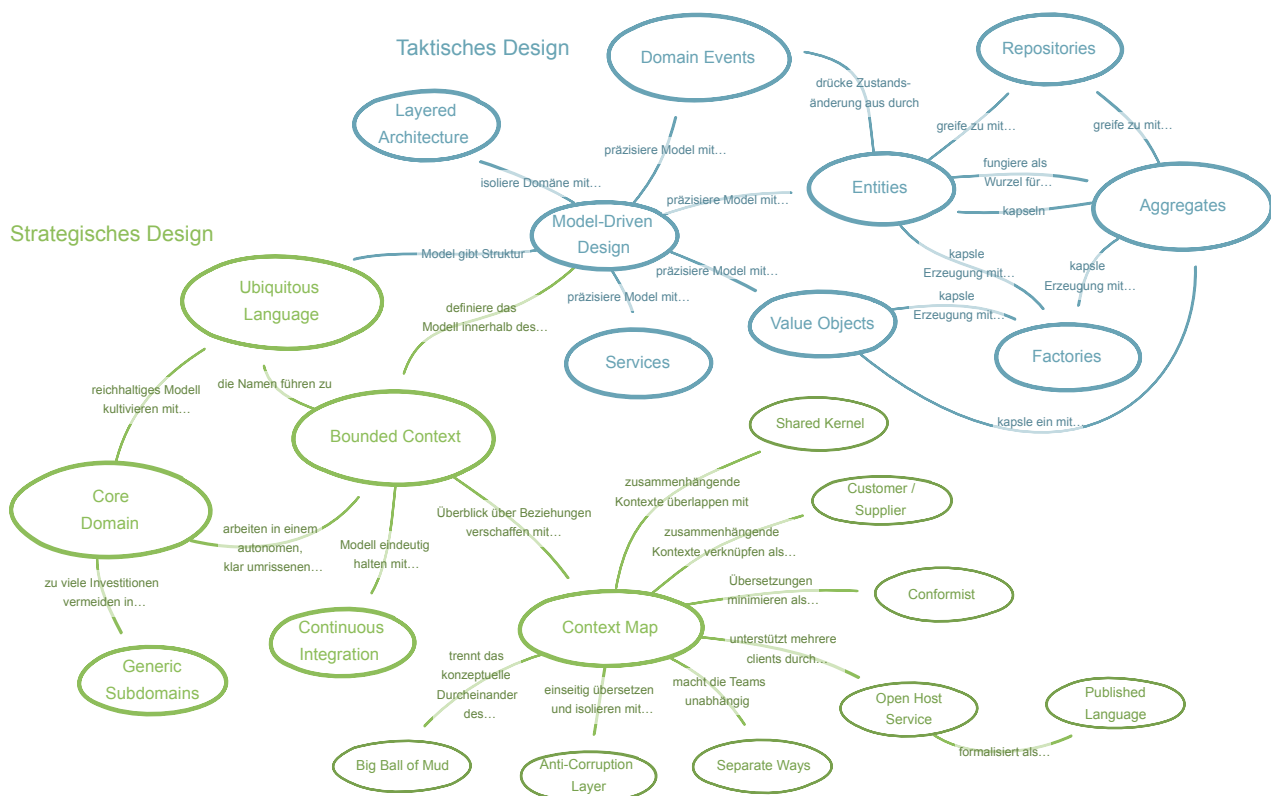 Taktisches Design
Domain Events
Repositories
drücke Zustands-
änderung aus durch
Layered
Architecture
greife zu mit…
greife zu mit…
präzisiere Model mit…
fungiere als
Wurzel für…
isoliere Domäne mit…
Entities
präzisiere Model mit…
kapseln
Aggregates
Strategisches Design
Model-Driven
Design
Model gibt Struktur
kapsle
Erzeugung mit…
kapsle
Erzeugung mit…
präzisiere Model mit…
Ubiquitous
Language
präzisiere Model mit…
kapsle
Erzeugung mit…
definiere das
Modell innerhalb des…
Value Objects
Services
Factories
reichhaltiges Modell
kultivieren mit…
die Namen führen zu
Bounded Context
Shared Kernel
kapsle ein mit…
Core
Domain
zusammenhängende
Kontexte überlappen mit
Customer /
Supplier
Überblick über Beziehungen
verschaffen mit…
arbeiten in einem
autonomen,
klar umrissenen…
Modell eindeutig
halten mit…
zusammenhängende
Kontexte verknüpfen als…
zu viele Investitionen
vermeiden in…
Übersetzungen
minimieren als…
Conformist
Continuous
Integration
Context Map
unterstützt mehrere
clients durch…
Generic
Subdomains
trennt das
konzeptuelle
Durcheinander
des…
einseitig übersetzen
und isolieren mit…
macht die Teams
unabhängig
Open Host
Service
Published
Language
formalisiert als…
Big Ball of Mud
Anti-Corruption
Layer
Separate Ways